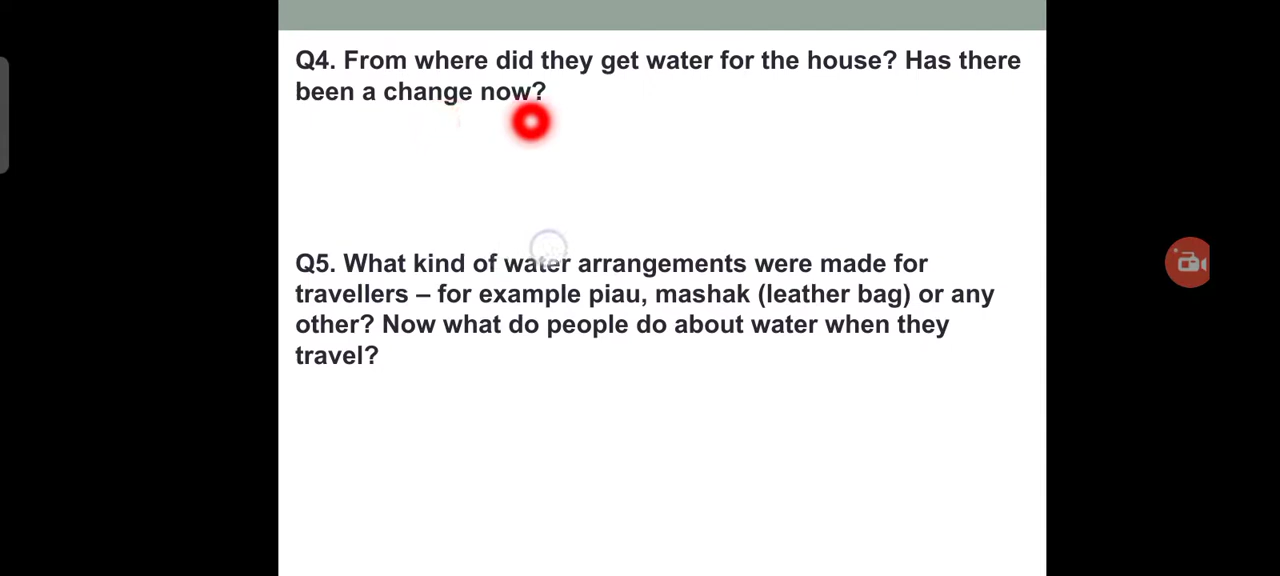 Q4. From where did they get water for the house? Has there
been a change now?
Q5. What kind of water arrangements were made for
travellers – for example piau, mashak (leather bag) or any
other? Now what do people do about water when they
travel?